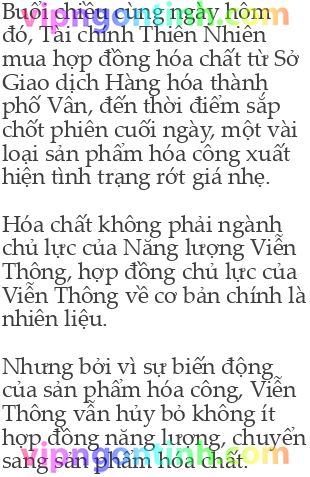 Buổi chiều cùng ngày hôm
đó, Tài chính Thiên Nhiên
mua hợp đồng hóa chất từ Sở
Giao dịch Hàng hóa thành
phố Vân, đến thời điểm sắp
chốt phiên cuối ngày, một vài
loại sản phẩm hóa công xuất
hiện tình trạng rớt giá nhẹ.
Hóa chất không phải ngành
chủ lực của Năng lượng Viễn
Thông, hợp đồng chủ lực của
Viễn Thông về cơ bản chính là
nhiên liệu.
Nhưng bởi vì sự biến động
của sản phẩm hóa công, Viễn
Thông vẫn hủy bỏ không ít
hợp đồng năng lượng, chuyển
sang sản phẩm hóa chất.
vipngontinh.com
vipngontinh.com